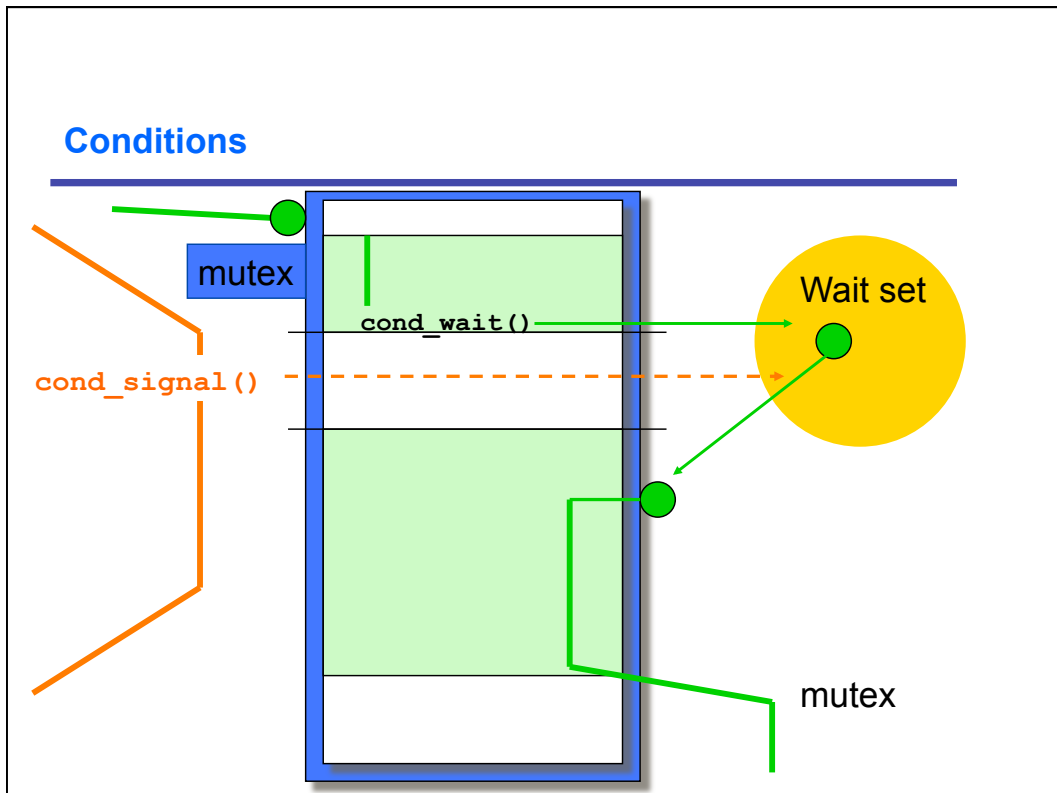 Conditions
mutex
Wait set
cond_wait()
cond_signal()
mutex